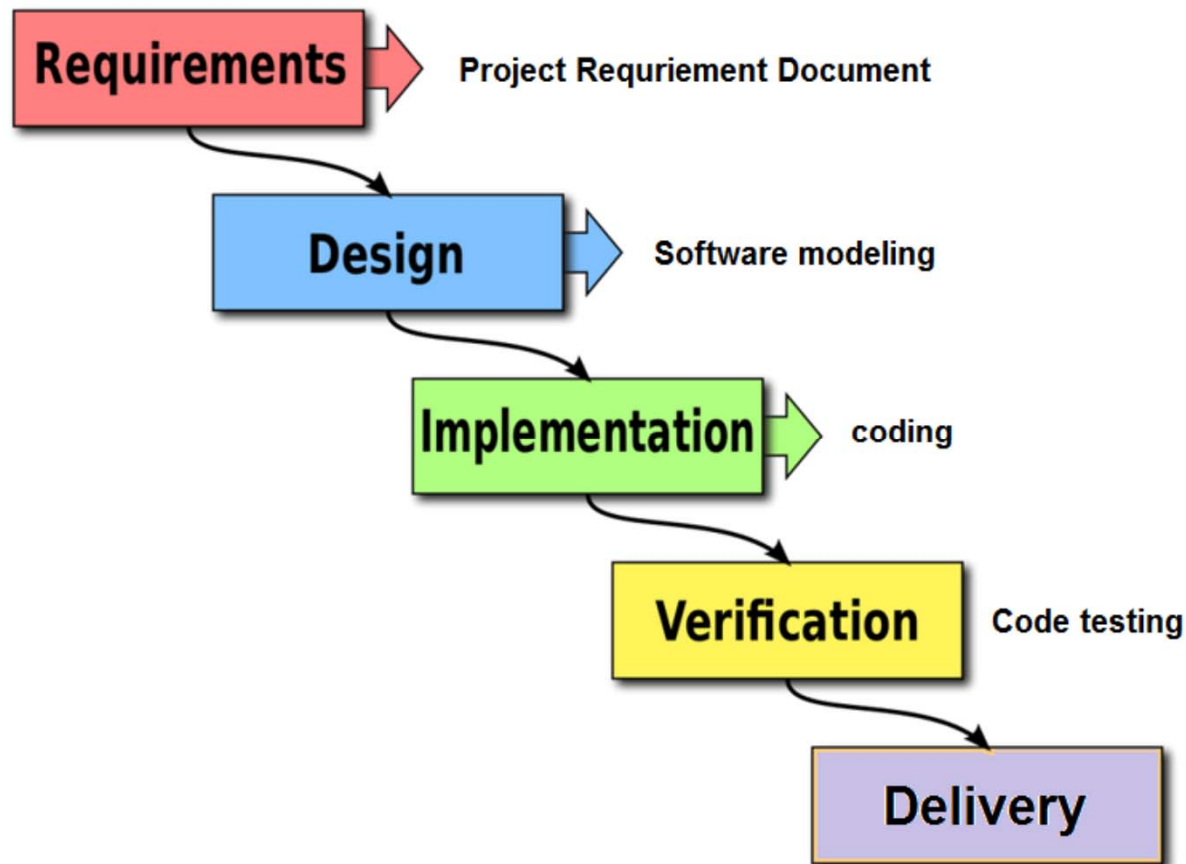 Requirements
Project Requriement Document
Design
Software modeling
Implementation
coding
Verification
Code testing
Delivery